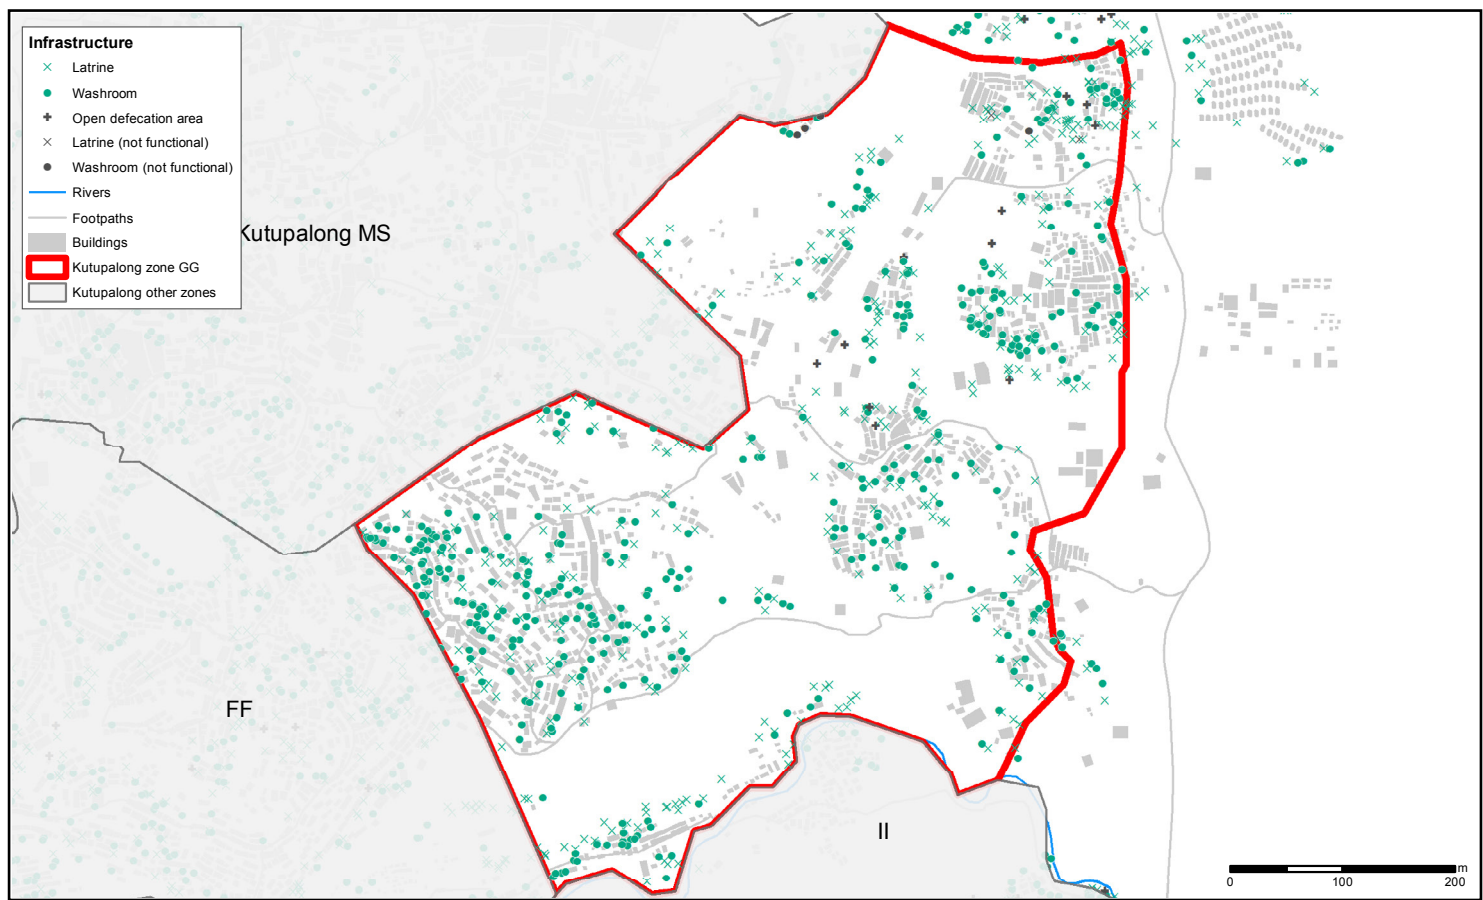 Infrastructure
Latrine
Washroom
Open defecation area
Latrine (not functional)
Washroom (not functional)
Rivers
Footpaths
Buildings
Kutupalong zone GG
Kutupalong other zones
Kutupalong MS
FF
II
m
0 100 200